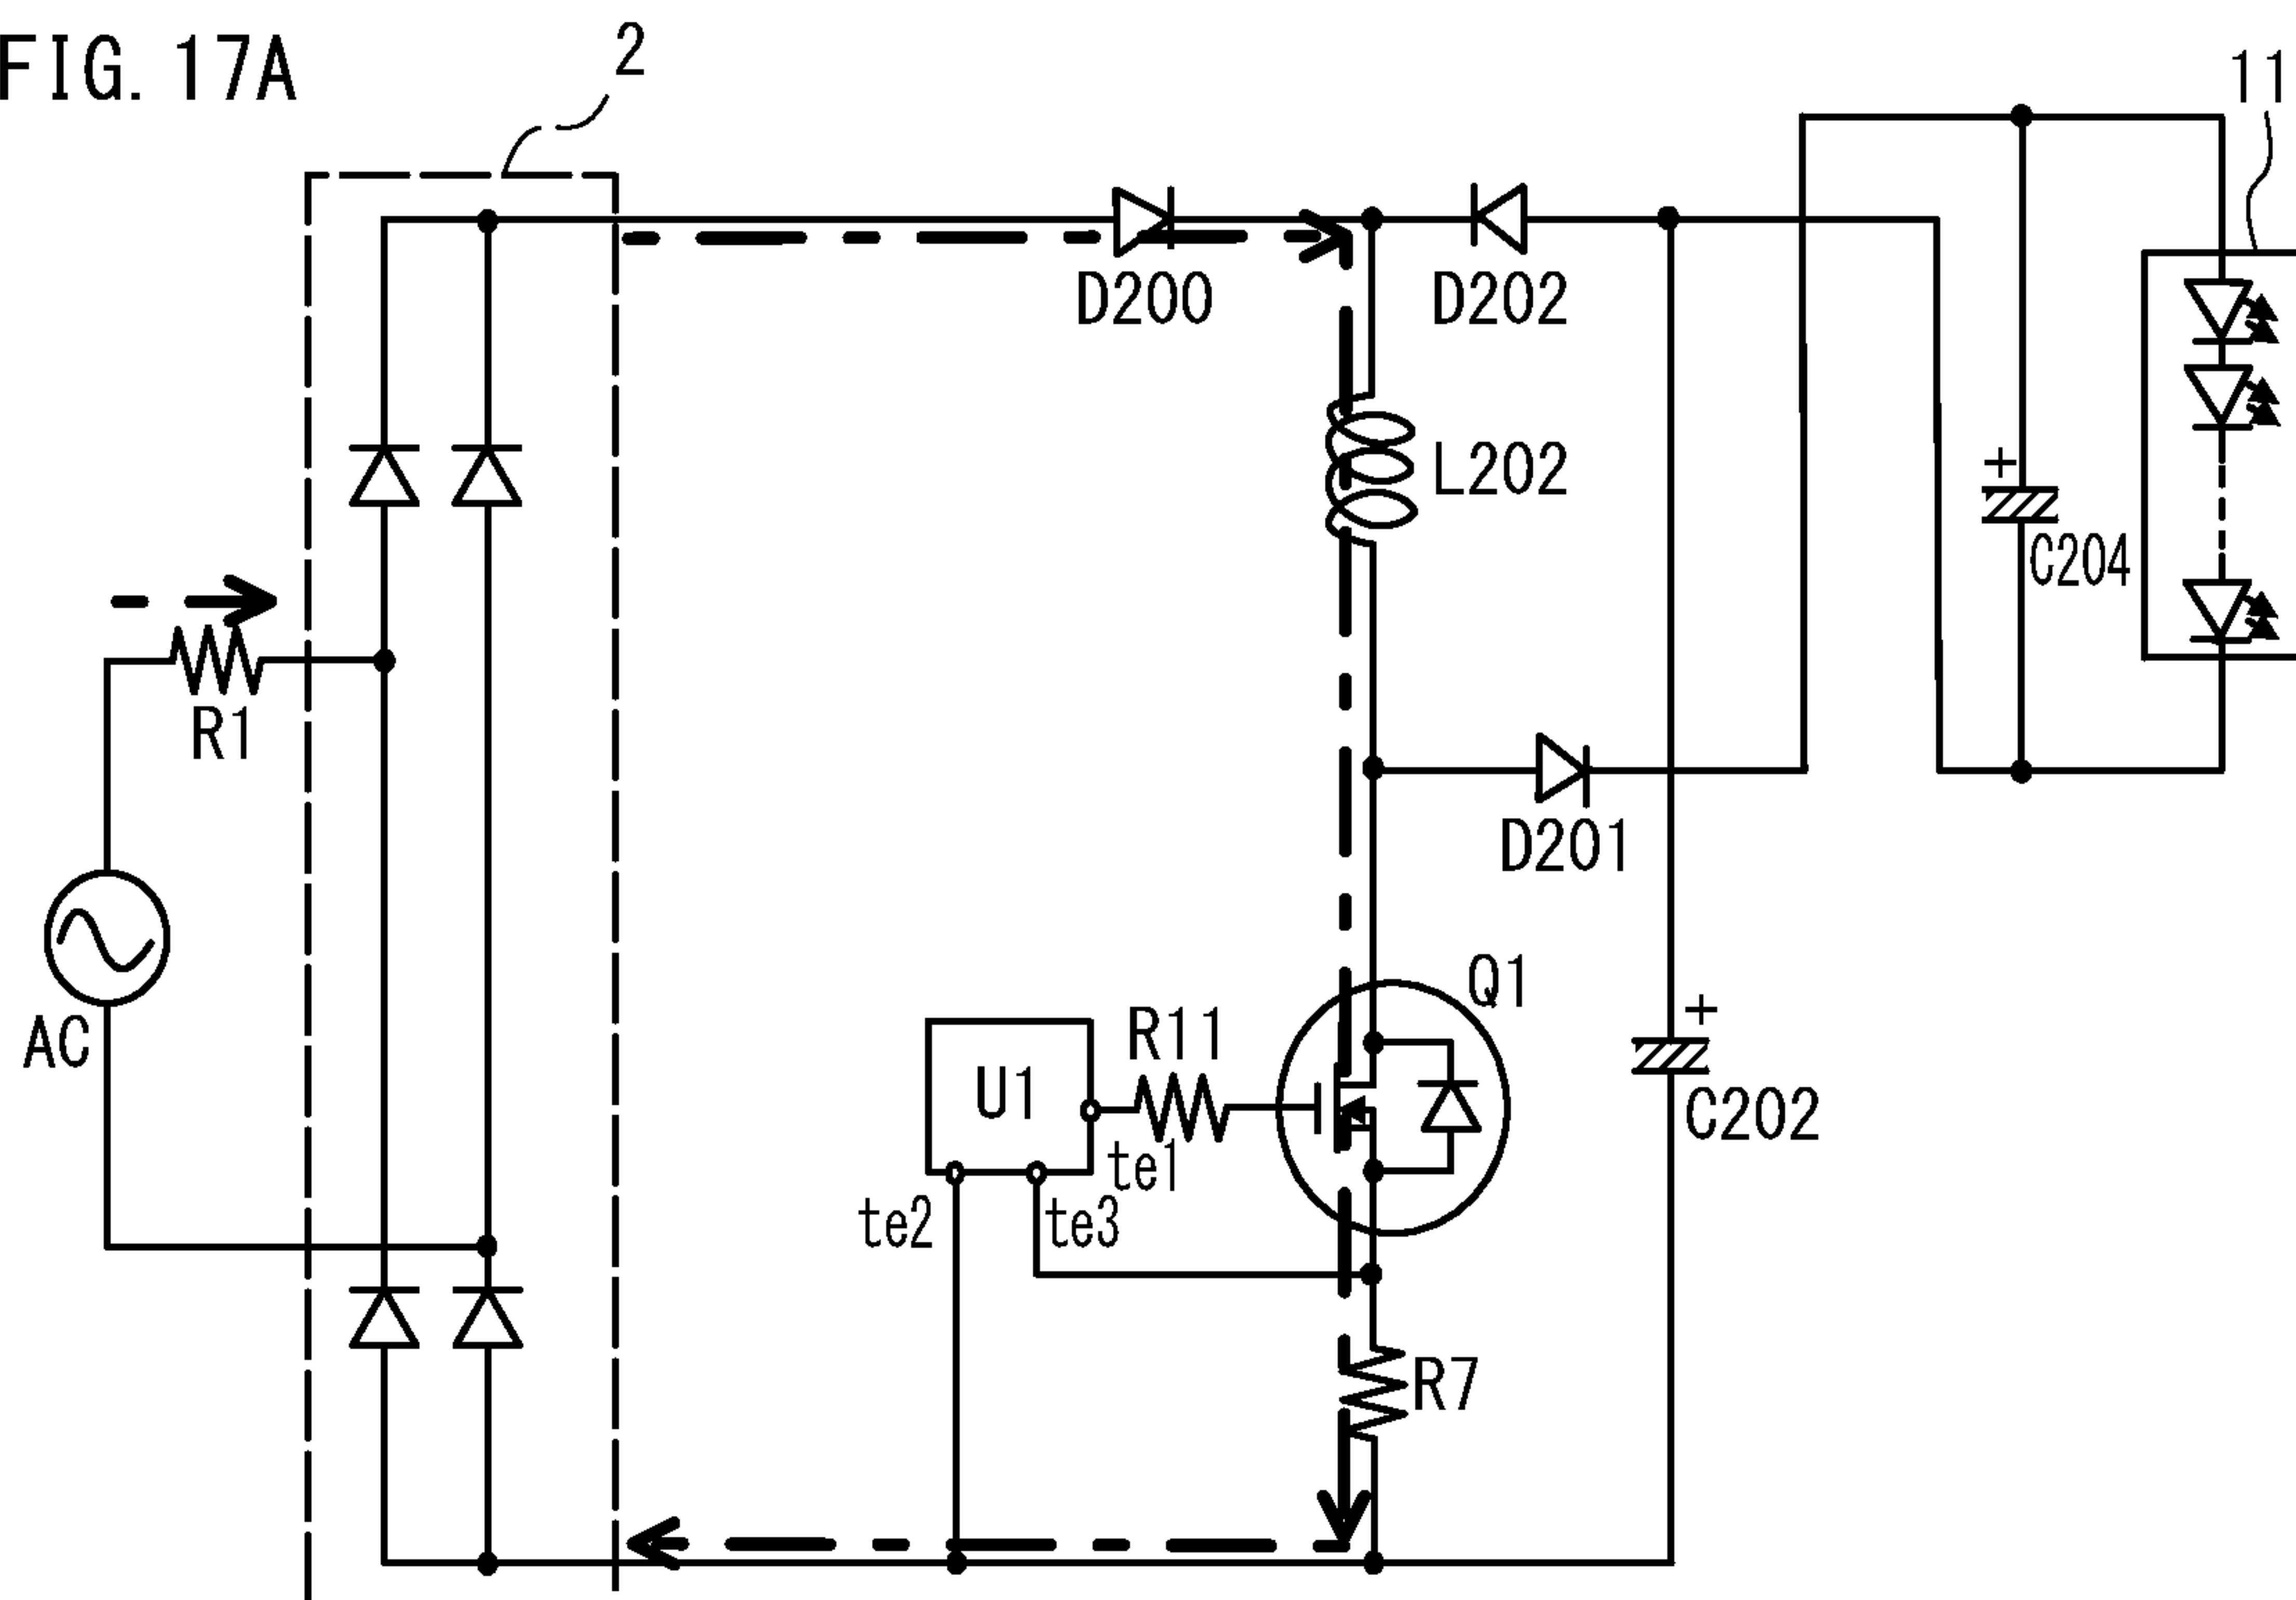 FIG. 17A
2
11
D200
D202
L202
+
C204
R1
D201
Q1
AC
R11
+
U1
C202
te1
te2
te3
R7